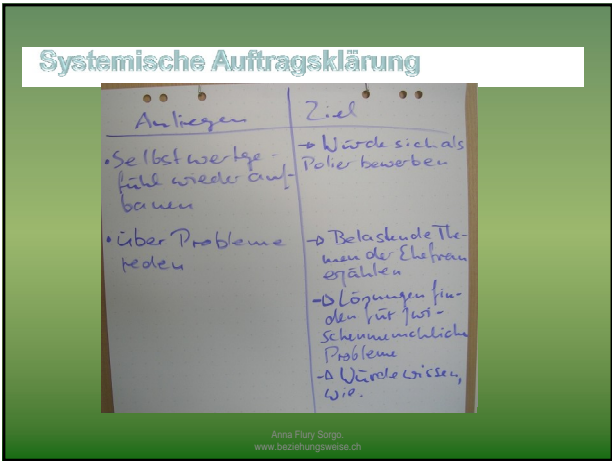 Systemische Auftragsklärung
Anliegen
• Selbstwertge-
fühl wieder auf-
bauen
• über Probleme
reden
Ziel
→ Würde sich als
Polier bewerben
→ Belastende The-
men der Ehefrau
erzählen
→ Lösungen fin-
den für zwi-
schenmenschliche
Probleme
→ Würde wissen,
wie.
Anna Flury Sorgo.
www.beziehungsweise.ch